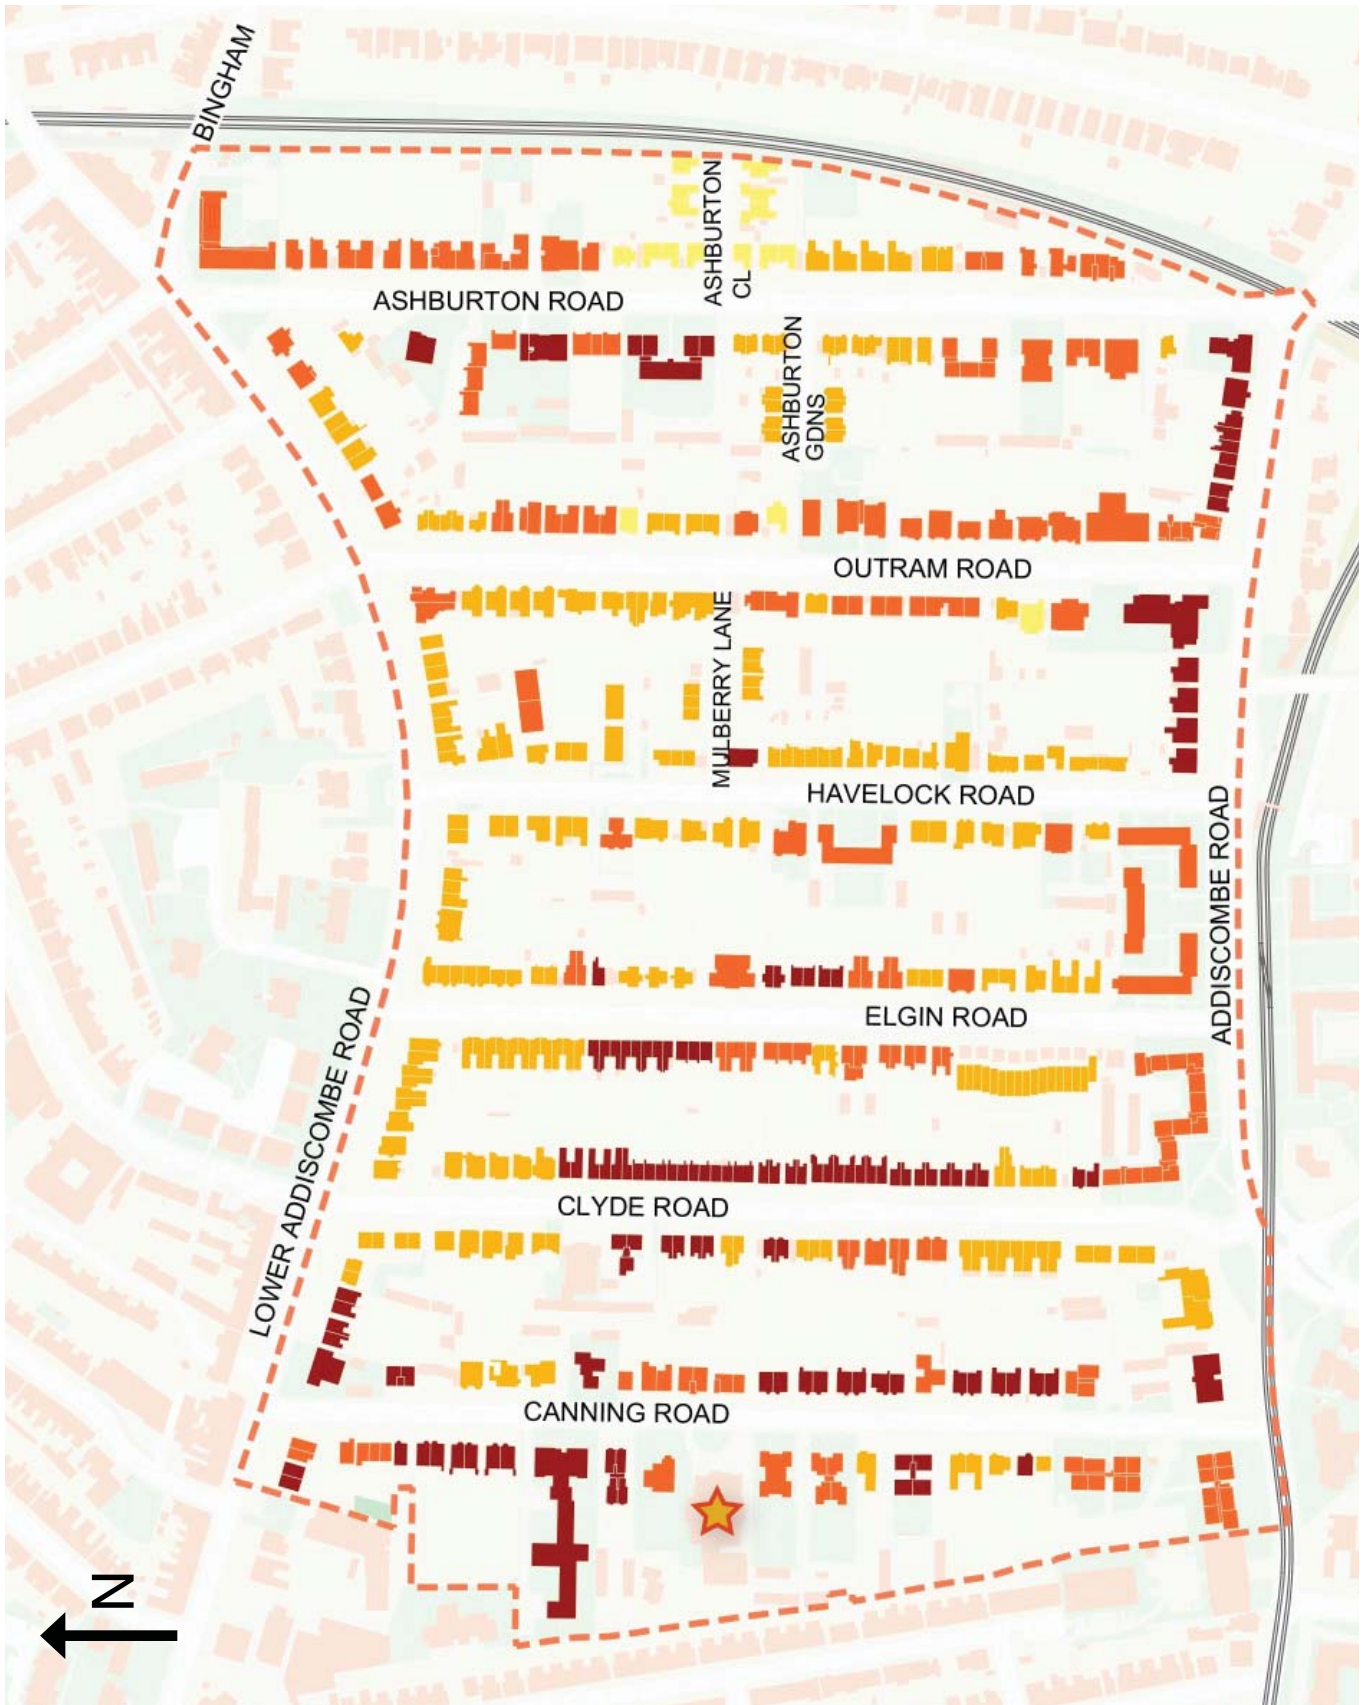 BINGHAM
ASHBURTON
CL
ASHBURTON ROAD
ASHBURTON
GDNS
OUTRAM ROAD
MULBERRY LANE
HAVELOCK ROAD
ADDISCOMBE ROAD
ELGIN ROAD
LOWER ADDISCOMBE ROAD
CLYDE ROAD
CANNING ROAD
N